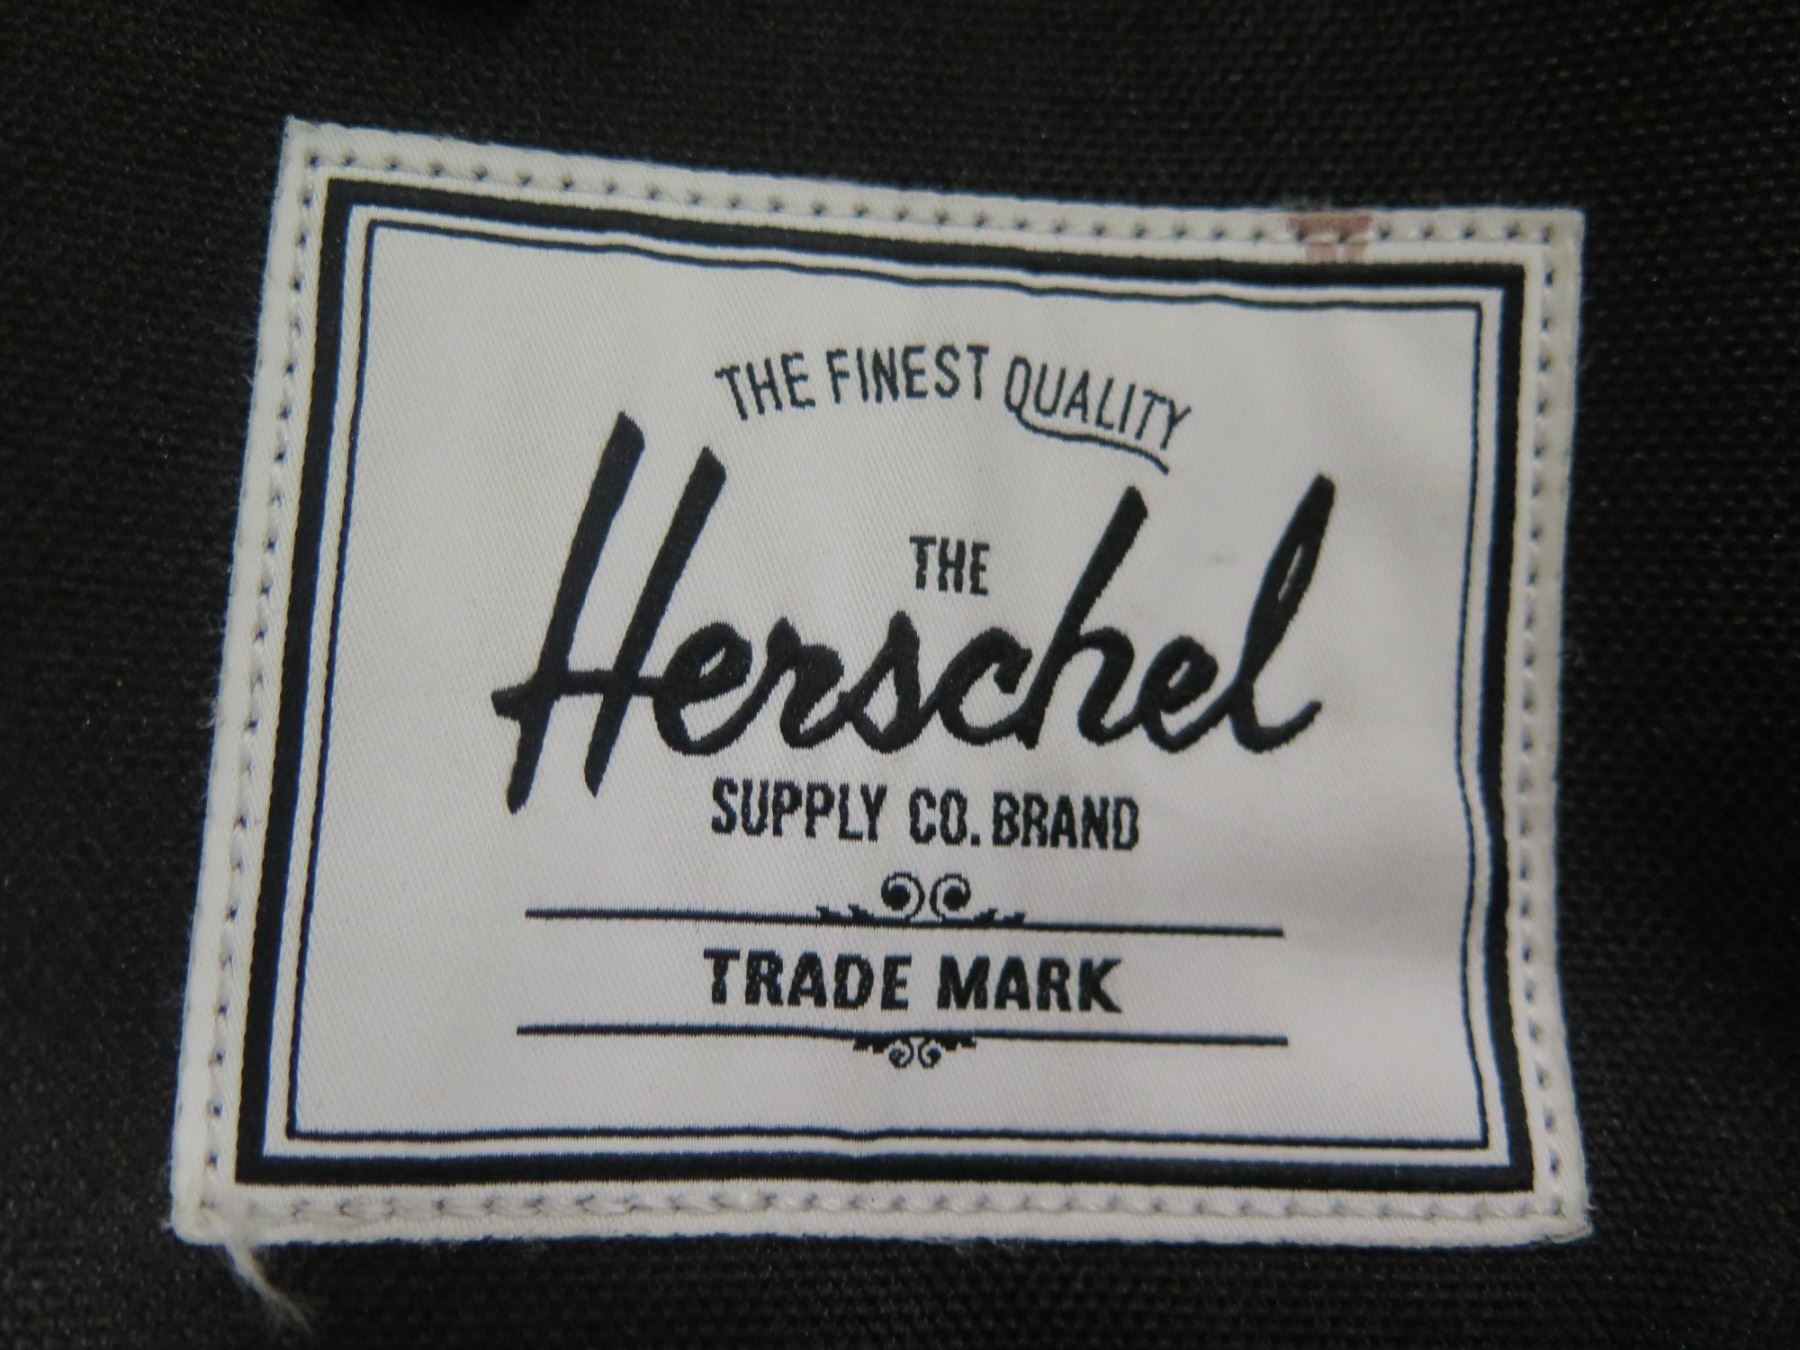 THE FINEST QUALITY
THE
Herschel
SUPPLY CO. BRAND
TRADE MARK